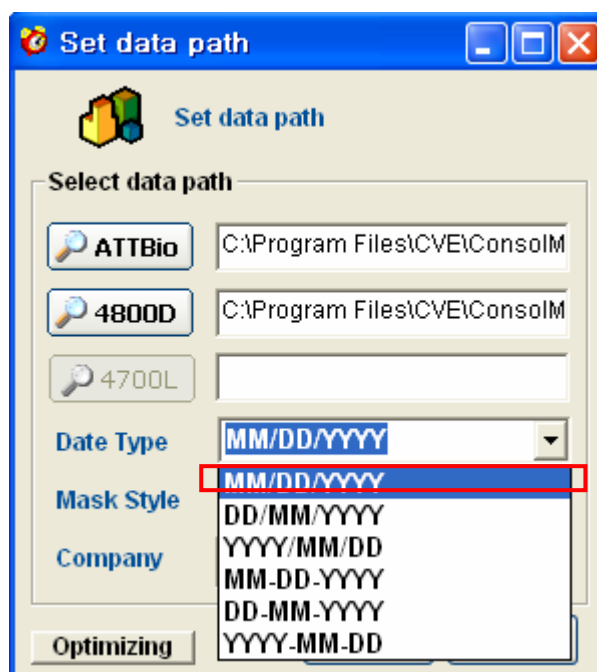 Set data path
Set data path
Select data path
ATTBio C:\Program Files\CVE\ConsolM
4800D C:\Program Files\CVE\ConsolM
4700L
Date Type MM/DD/YYYY
MM/DD/YYYY
Mask Style
DD/MM/YYYY
YYYY/MM/DD
Company
MM-DD-YYYY
DD-MM-YYYY
Optimizing
YYYY-MM-DD